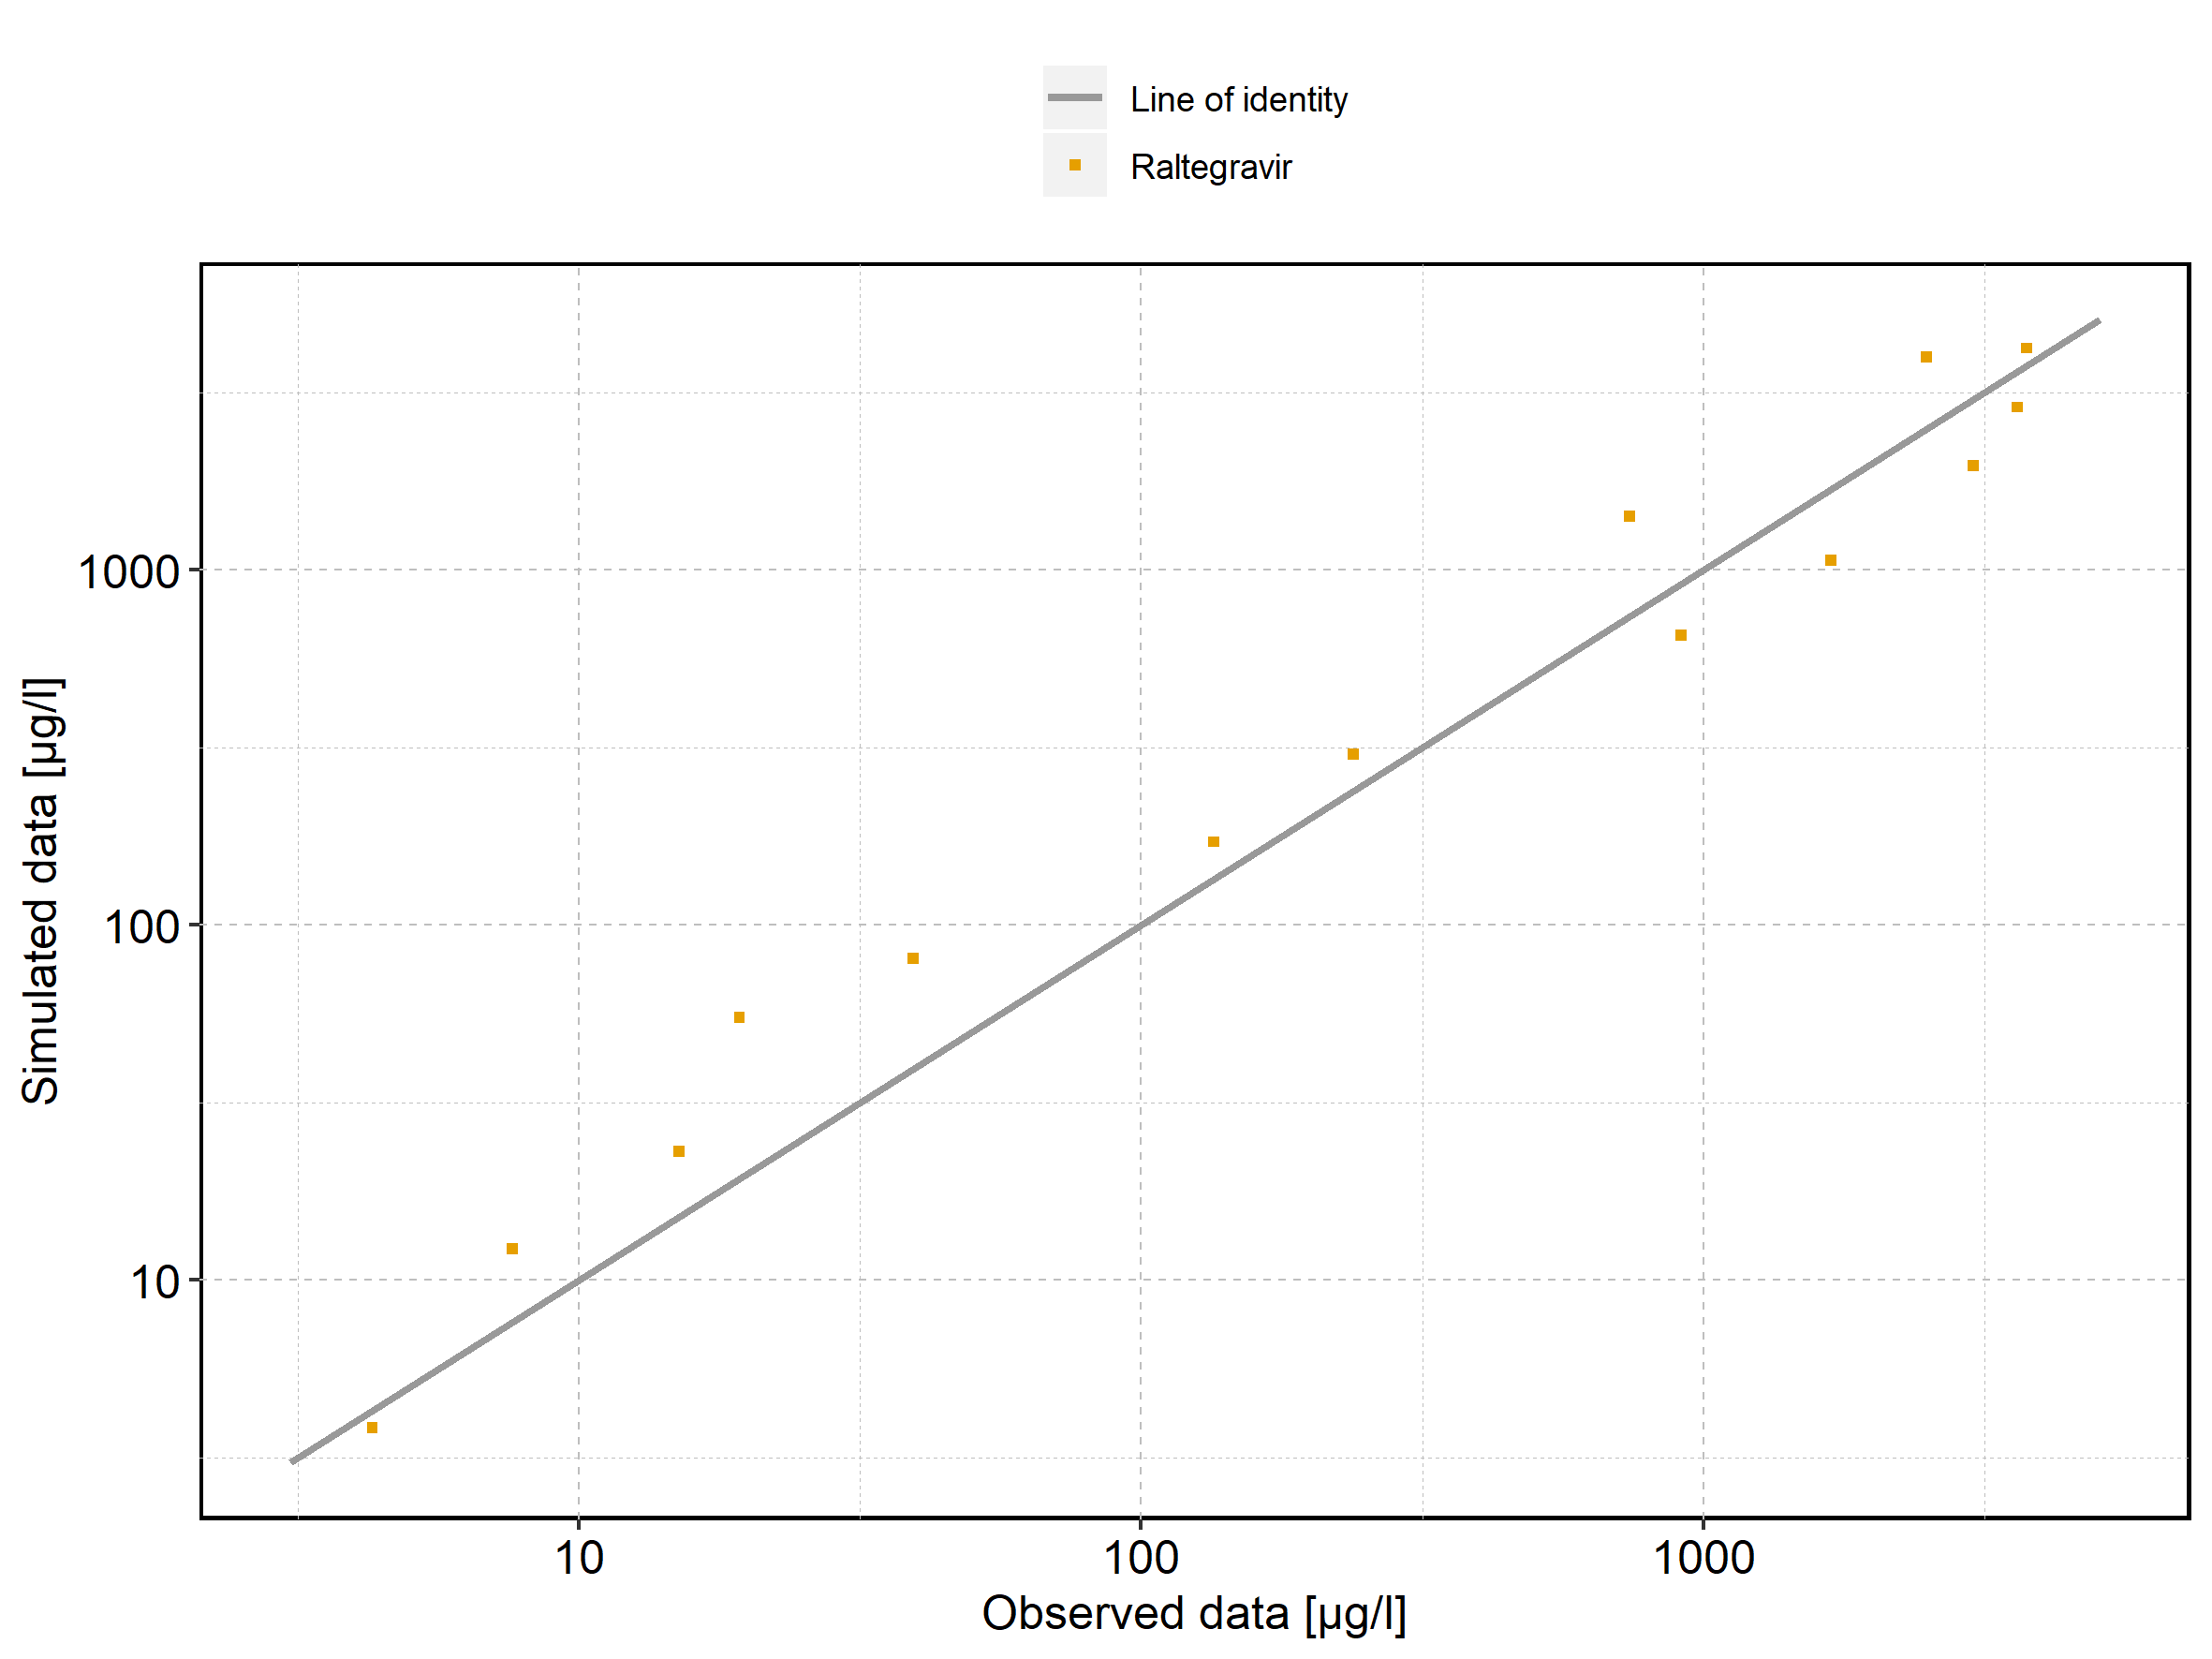 Line of identity
Raltegravir
Simulated data [µg/l]
1000
100
10
10
100
1000
Observed data [µg/l]